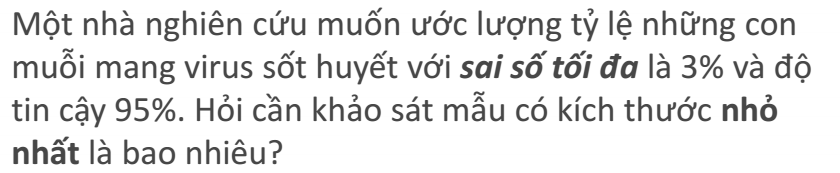 Một nhà nghiên cứu muốn ước lượng tỷ lệ những con
muỗi mang virus sốt huyết với sai số tối đa là 3% và độ
tin cậy 95%. Hỏi cần khảo sát mẫu có kích thước nhỏ
nhất là bao nhiêu?